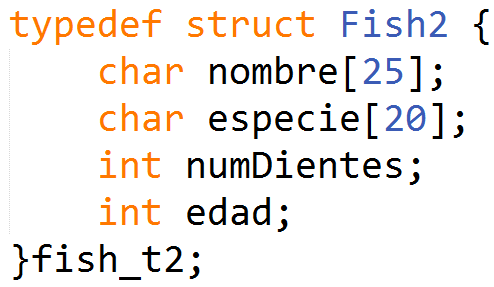 typedef struct Fish2 {
    char nombre[25];
    char especie[20];
    int numDientes;
    int edad;
}fish_t2;